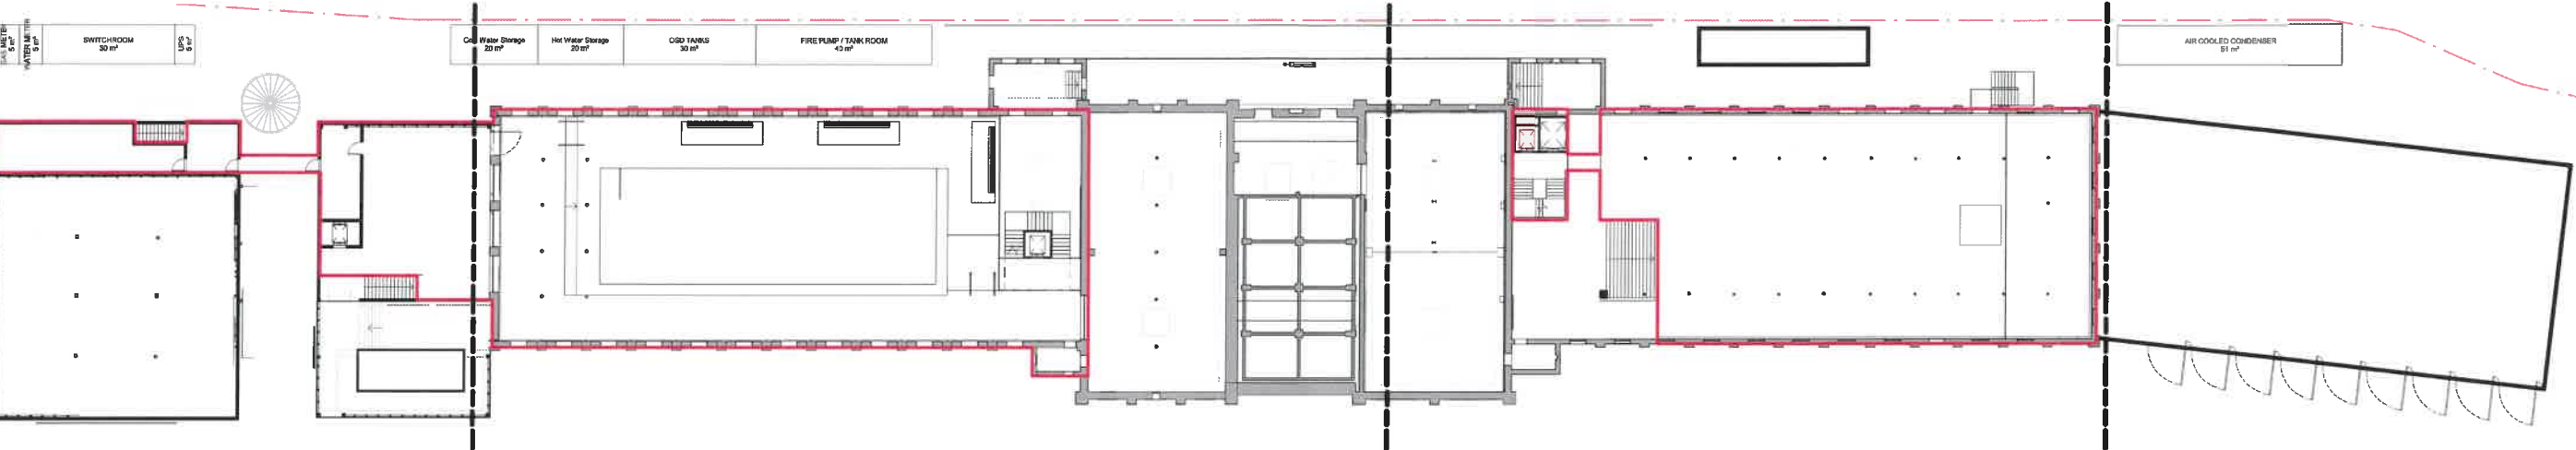 GAS METER
5 m²
WATER METER
5 m²
SWITCHROOM
30 m²
UPS
5 m²
Water Storage
20 m²
Hot Water Storage
20 m²
OSD TANKS
30 m²
FIRE PUMP / TANK ROOM
40 m²
AIR COOLED CONDENSER
51 m²